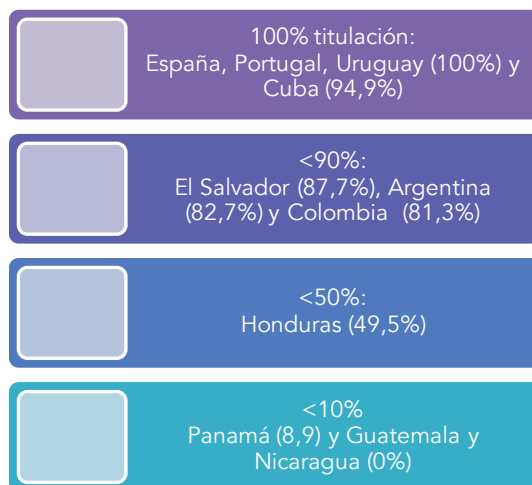 100% titulación:
España, Portugal, Uruguay (100%) y
Cuba (94,9%)
<90%:
El Salvador (87,7%), Argentina
(82,7%) y Colombia (81,3%)
<50%:
Honduras (49,5%)
<10%
Panamá (8,9) y Guatemala y
Nicaragua (0%)